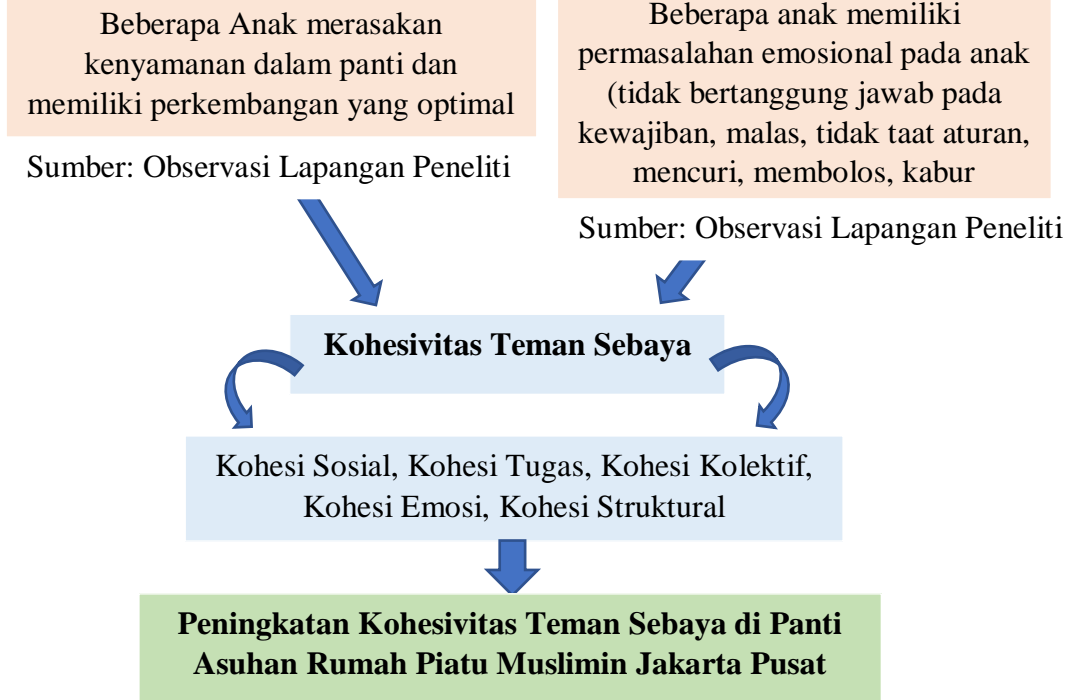 Beberapa Anak merasakan
kenyamanan dalam panti dan
memiliki perkembangan yang optimal
Sumber: Observasi Lapangan Peneliti
Beberapa anak memiliki
permasalahan emosional pada anak
(tidak bertanggung jawab pada
kewajiban, malas, tidak taat aturan,
mencuri, membolos, kabur
Sumber: Observasi Lapangan Peneliti
Kohesivitas Teman Sebaya
Kohesi Sosial, Kohesi Tugas, Kohesi Kolektif,
Kohesi Emosi, Kohesi Struktural
Peningkatan Kohesivitas Teman Sebaya di Panti
Asuhan Rumah Piatu Muslimin Jakarta Pusat